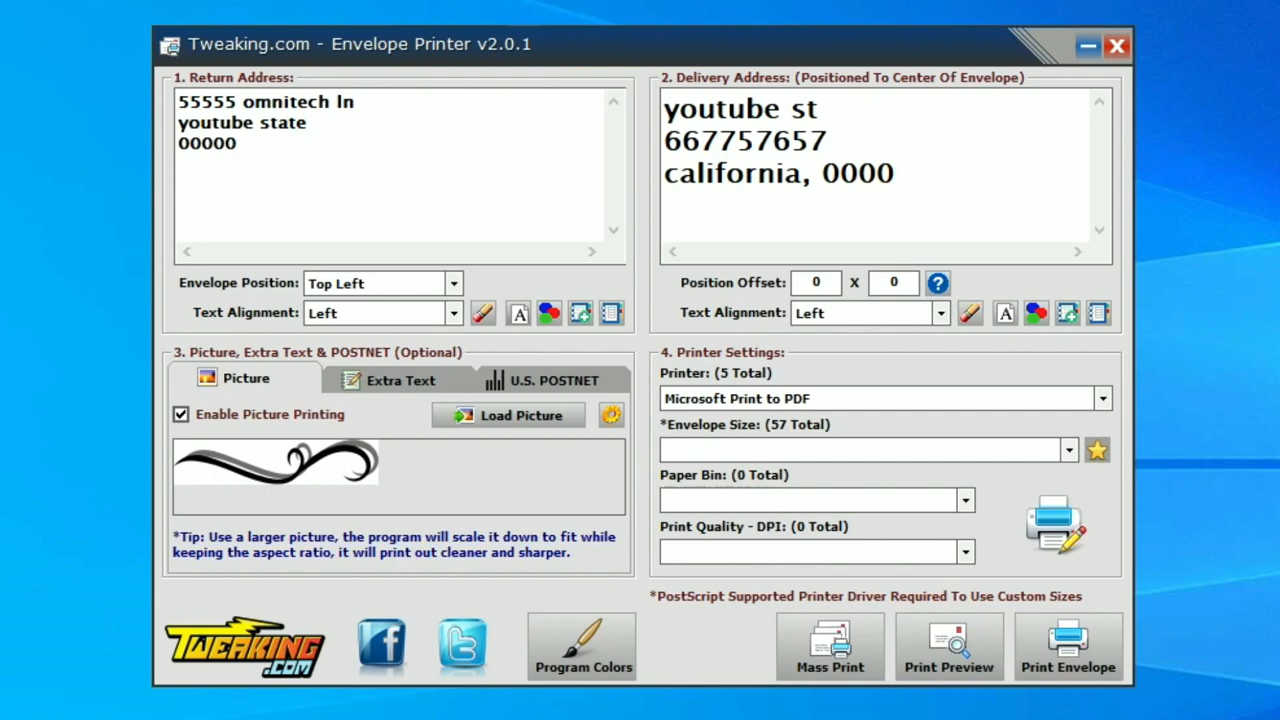 Tweaking.com - Envelope Printer v2.0.1
1. Return Address:
55555 omnitech ln
youtube state
00000
Envelope Position: Top Left
Text Alignment: Left
2. Delivery Address: (Positioned To Center Of Envelope)
youtube st
667757657
california, 0000
Position Offset: 0 X 0
Text Alignment: Left
3. Picture, Extra Text & POSTNET (Optional)
Picture Extra Text U.S. POSTNET
Enable Picture Printing Load Picture
*Tip: Use a larger picture, the program will scale it down to fit while
keeping the aspect ratio, it will print out cleaner and sharper.
4. Printer Settings:
Printer: (5 Total)
Microsoft Print to PDF
*Envelope Size: (57 Total)
Paper Bin: (0 Total)
Print Quality - DPI: (0 Total)
*PostScript Supported Printer Driver Required To Use Custom Sizes
TWEAKING
.COM
Program Colors
Mass Print
Print Preview
Print Envelope